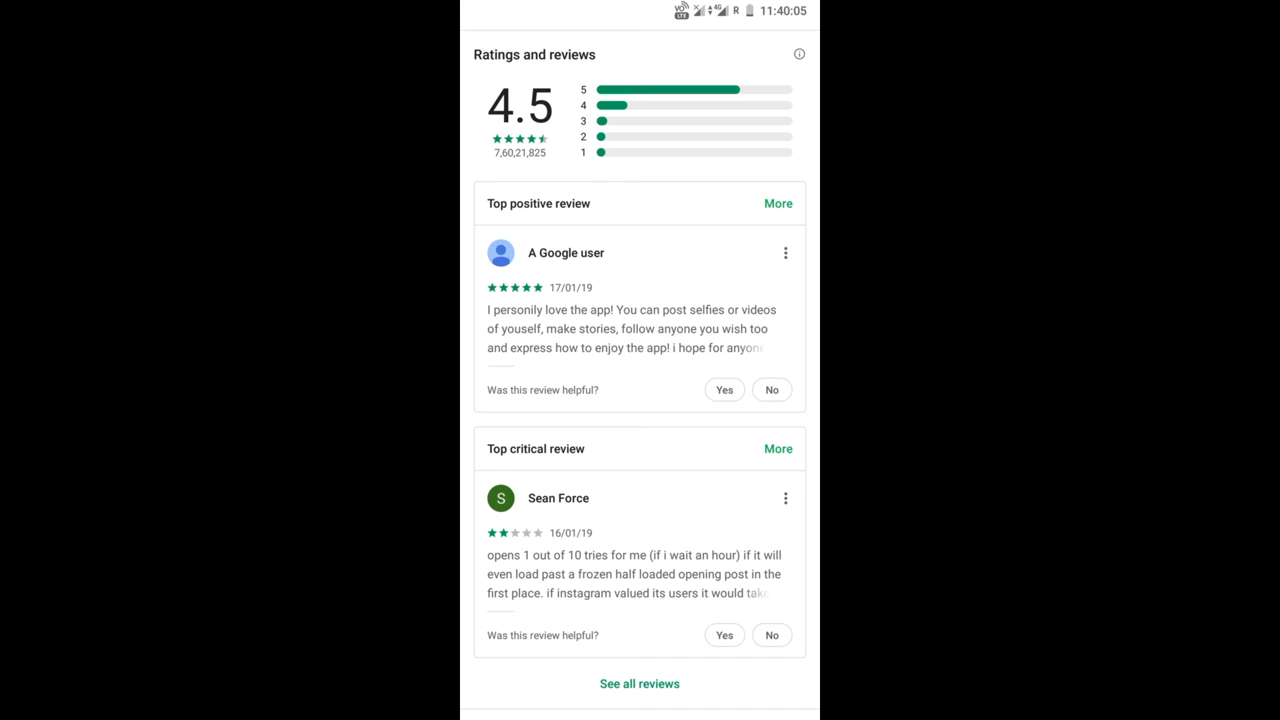 VO LTE 4G R 11:40:05
Ratings and reviews
4.5
7,60,21,825
5
4
3
2
1
Top positive review More
A Google user
17/01/19
I personily love the app! You can post selfies or videos
of youself, make stories, follow anyone you wish too
and express how to enjoy the app! i hope for anyone
Was this review helpful? Yes No
Top critical review More
S Sean Force
16/01/19
opens 1 out of 10 tries for me (if i wait an hour) if it will
even load past a frozen half loaded opening post in the
first place. if instagram valued its users it would take
Was this review helpful? Yes No
See all reviews